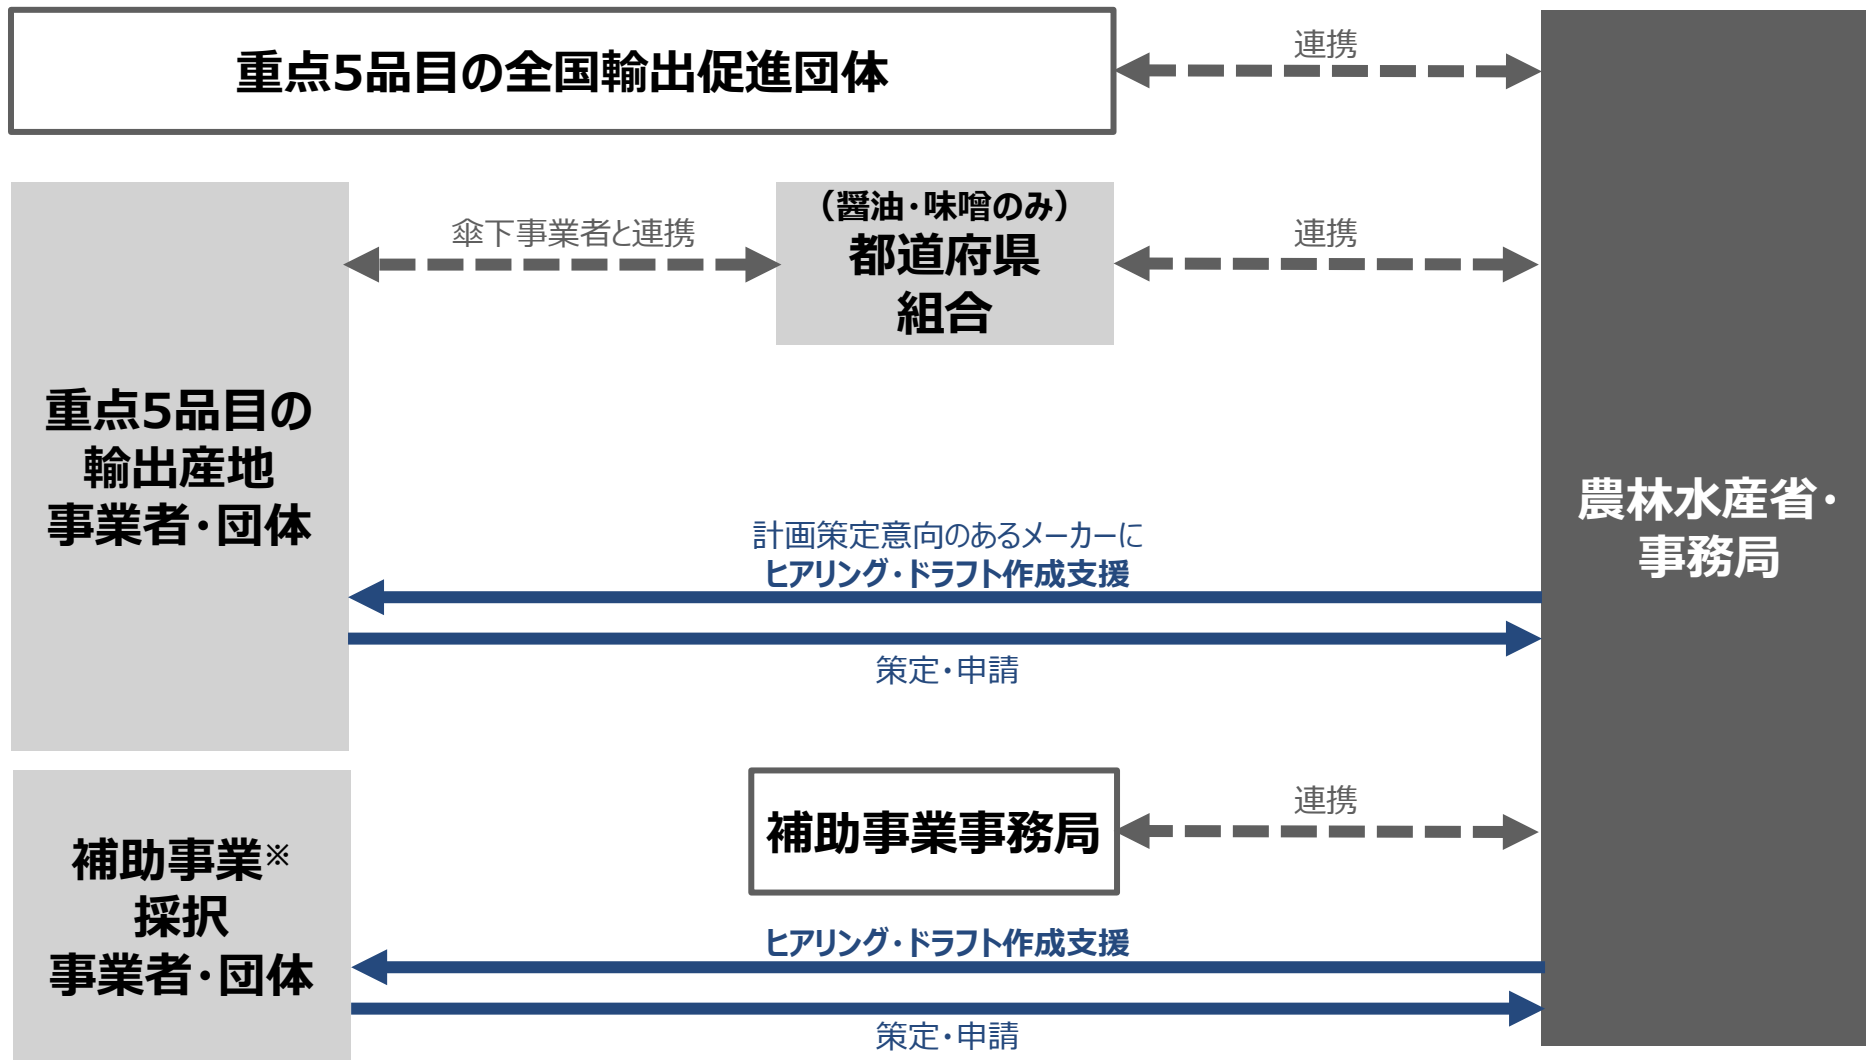 重点5品目の全国輸出促進団体
連携
（醤油・味噌のみ）
都道府県
組合
傘下事業者と連携
連携
重点5品目の
輸出産地
事業者・団体
農林水産省・
事務局
計画策定意向のあるメーカーに
ヒアリング・ドラフト作成支援
策定・申請
補助事業事務局
連携
補助事業※
採択
事業者・団体
ヒアリング・ドラフト作成支援
策定・申請